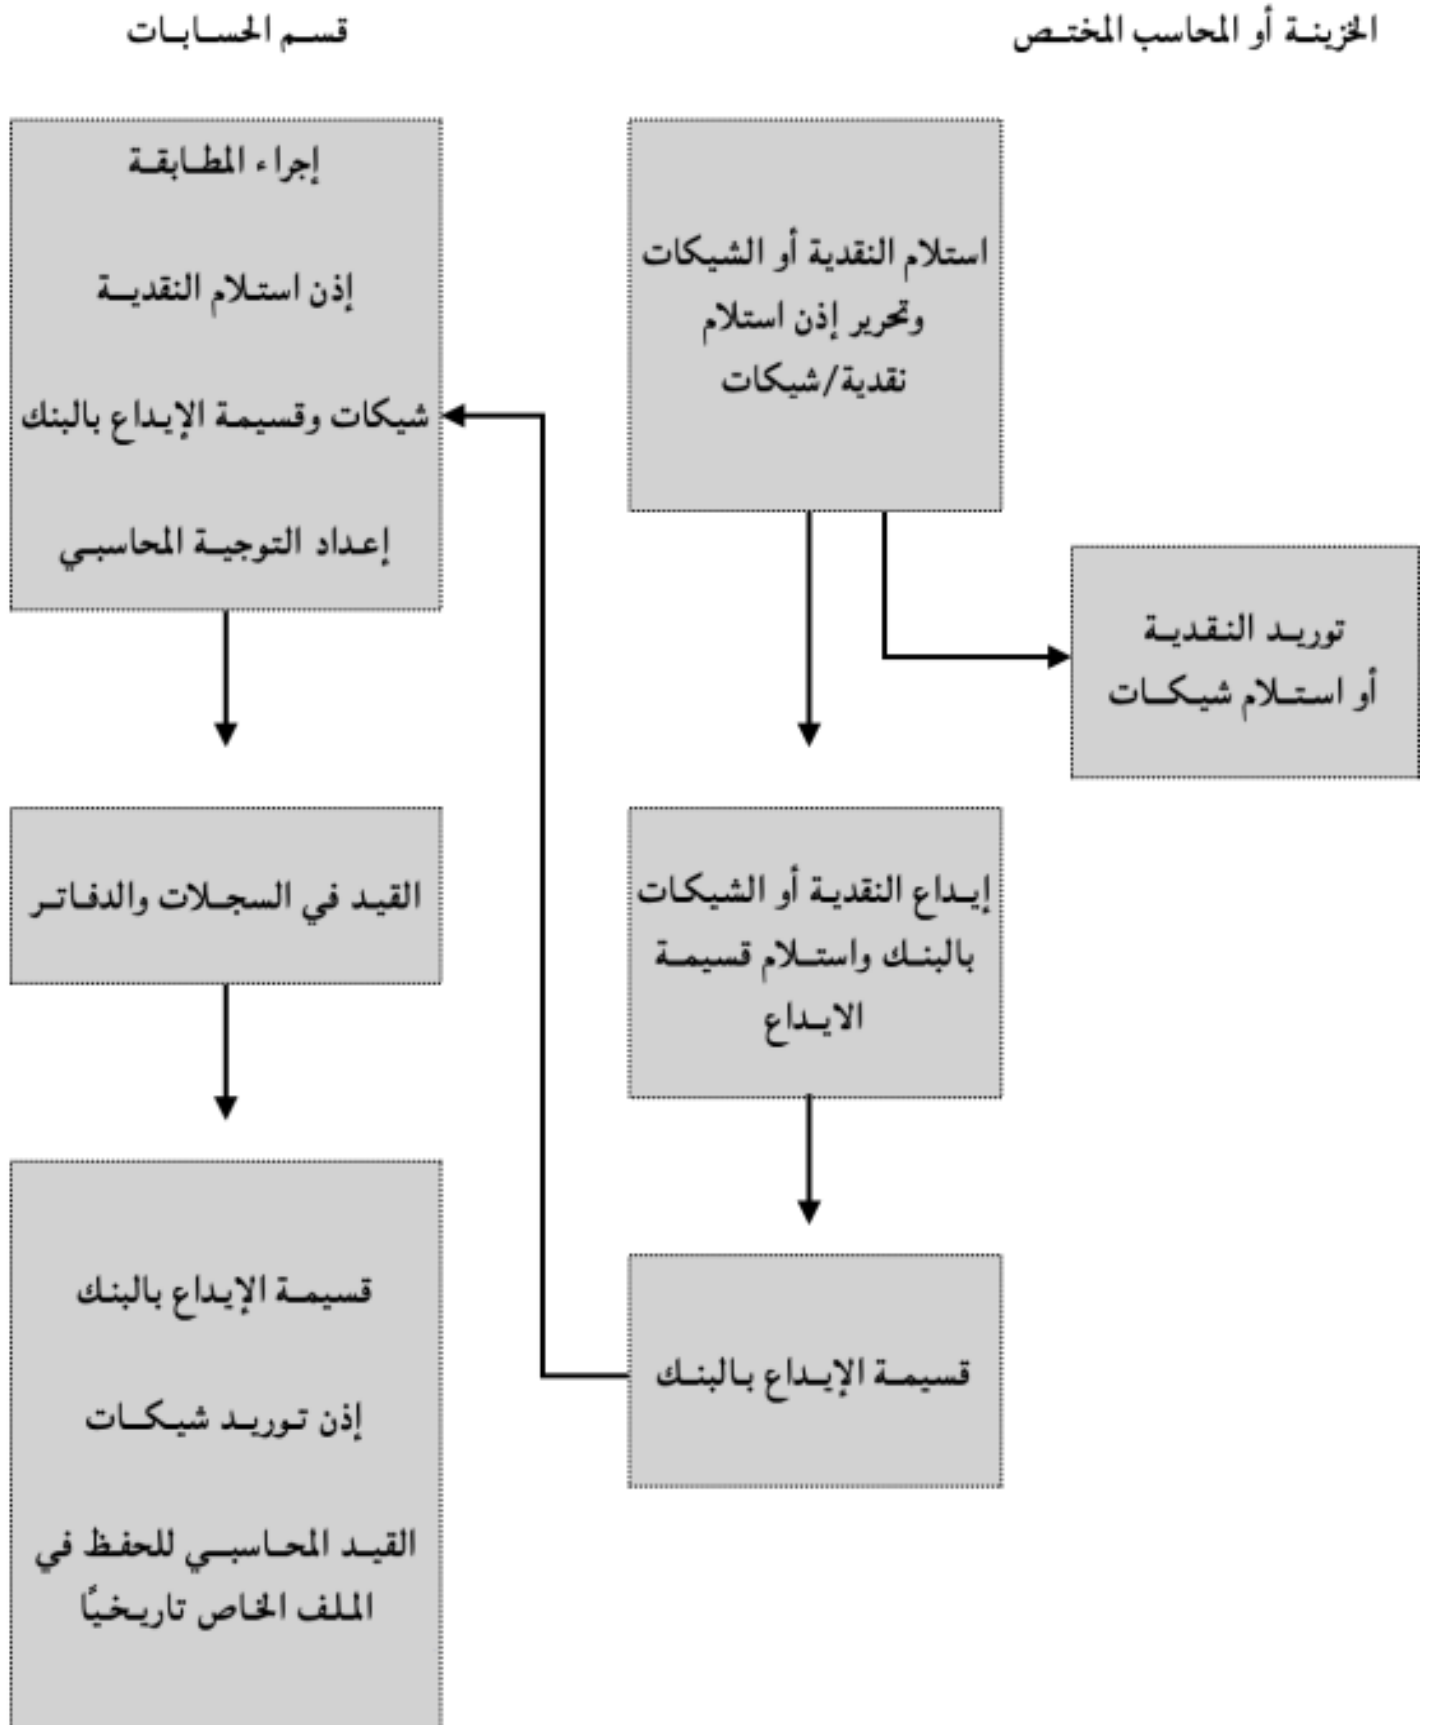 الخزينة أو المحاسب المختص
قسم الحسابات
استلام النقدية أو الشيكات
وتحرير إذن استلام
نقدية/شيكات
توريد النقدية
أو استلام شيكات
إيداع النقدية أو الشيكات
بالبنك واستلام قسيمة
الايداع
قسيمة الإيداع بالبنك
إجراء المطابقة
إذن استلام النقدية
شيكات وقسيمة الإيداع بالبنك
إعداد التوجية المحاسبي
القيد في السجلات والدفاتر
قسيمة الإيداع بالبنك
إذن توريد شيكات
القيد المحاسبي للحفظ في
الملف الخاص تاريخيًا